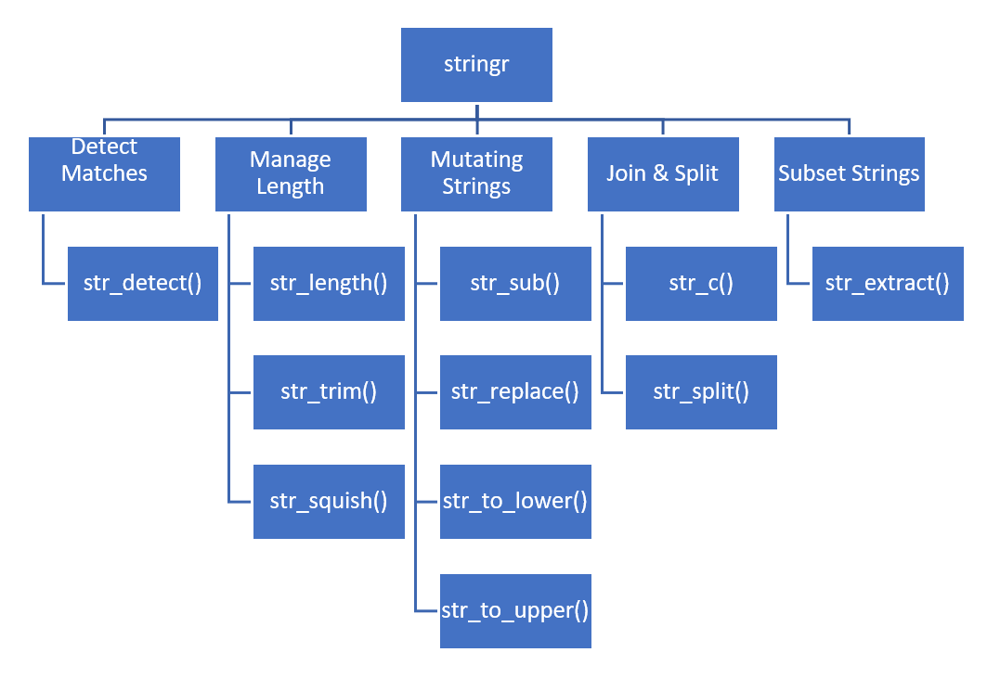 stringr
Detect
Matches
Manage
Length
Mutating
Strings
Join & Split
Subset Strings
str_detect()
str_length()
str_sub()
str_c()
str_extract()
str_trim()
str_replace()
str_split()
str_squish()
str_to_lower()
str_to_upper()